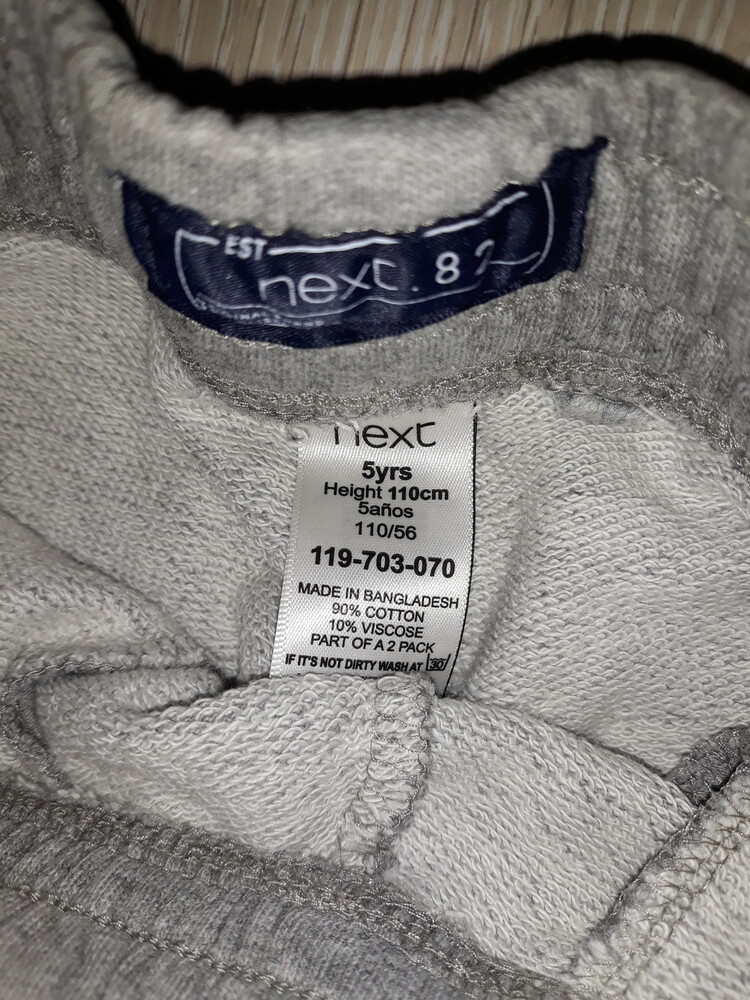 EST
next. 82
next
5yrs
Height 110cm
5años
110/56
119-703-070
MADE IN BANGLADESH
90% COTTON
10% VISCOSE
PART OF A 2 PACK
IF IT'S NOT DIRTY WASH AT 30